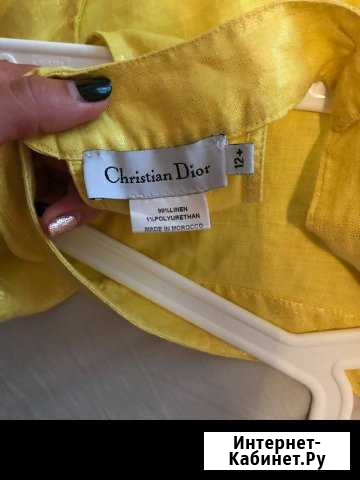 Christian Dior
12+
99%LINEN
1%POLYURETHAN
MADE IN MOROCCO
Интернет-
Кабинет.Ру